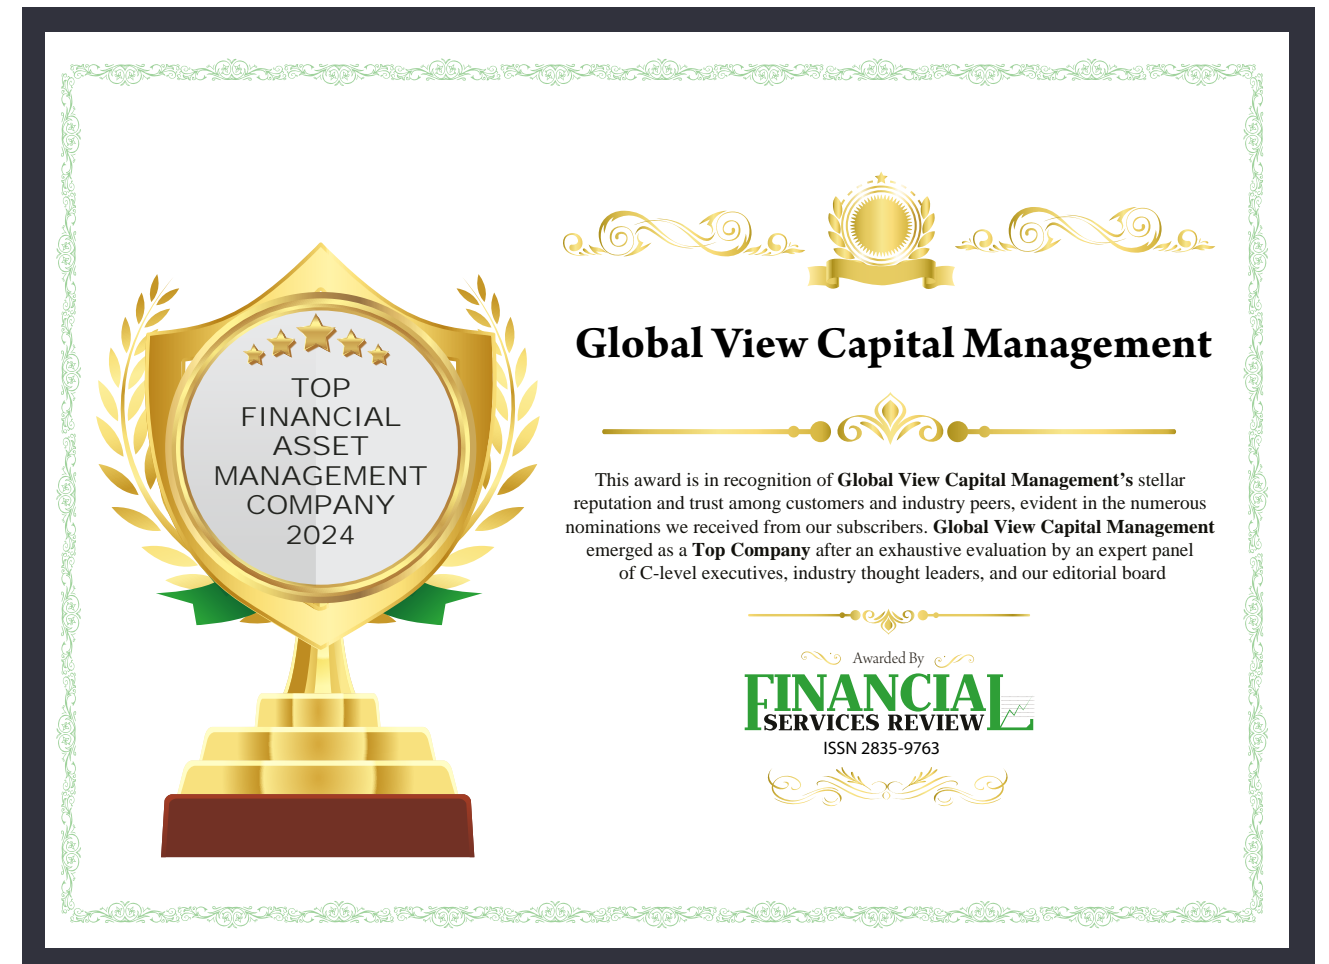 TOP
FINANCIAL
ASSET
MANAGEMENT
COMPANY
2024
Global View Capital Management
This award is in recognition of Global View Capital Management’s stellar
reputation and trust among customers and industry peers, evident in the numerous
nominations we received from our subscribers. Global View Capital Management
emerged as a Top Company after an exhaustive evaluation by an expert panel
of C-level executives, industry thought leaders, and our editorial board
Awarded By
FINANCIAL
SERVICES REVIEW
ISSN 2835-9763